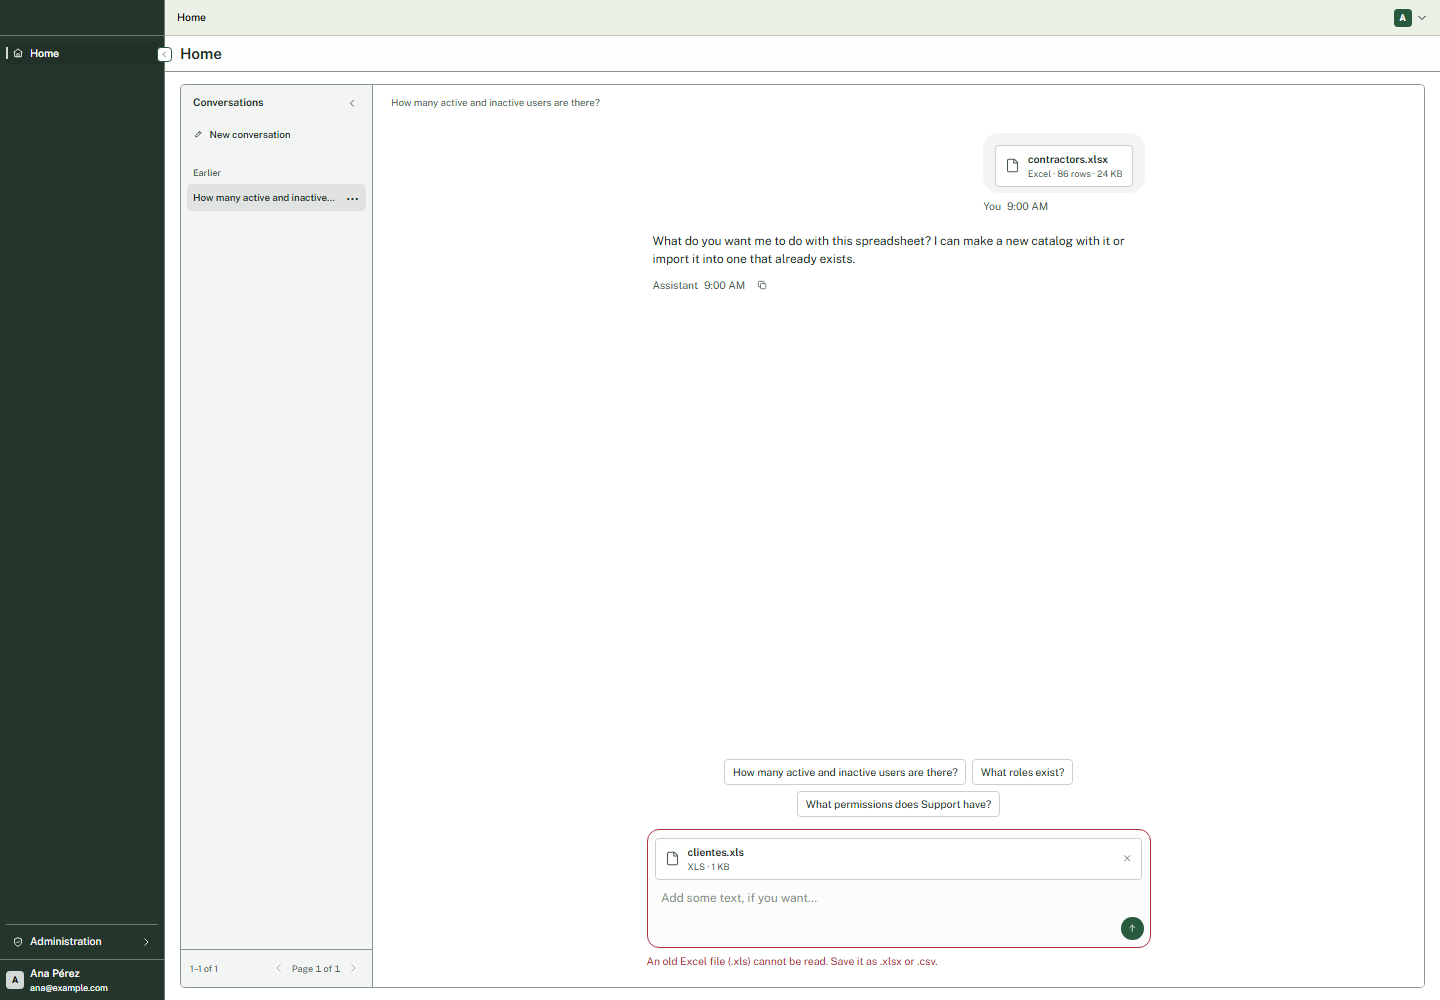 Home
A
Home
Home
Conversations
New conversation
Earlier
How many active and inactive...
How many active and inactive users are there?
contractors.xlsx
Excel · 86 rows · 24 KB
You 9:00 AM
What do you want me to do with this spreadsheet? I can make a new catalog with it or
import it into one that already exists.
Assistant 9:00 AM
How many active and inactive users are there?
What roles exist?
What permissions does Support have?
clientes.xls
XLS · 1 KB
Add some text, if you want...
An old Excel file (.xls) cannot be read. Save it as .xlsx or .csv.
1–1 of 1
Page 1 of 1
Administration
A
Ana Pérez
ana@example.com